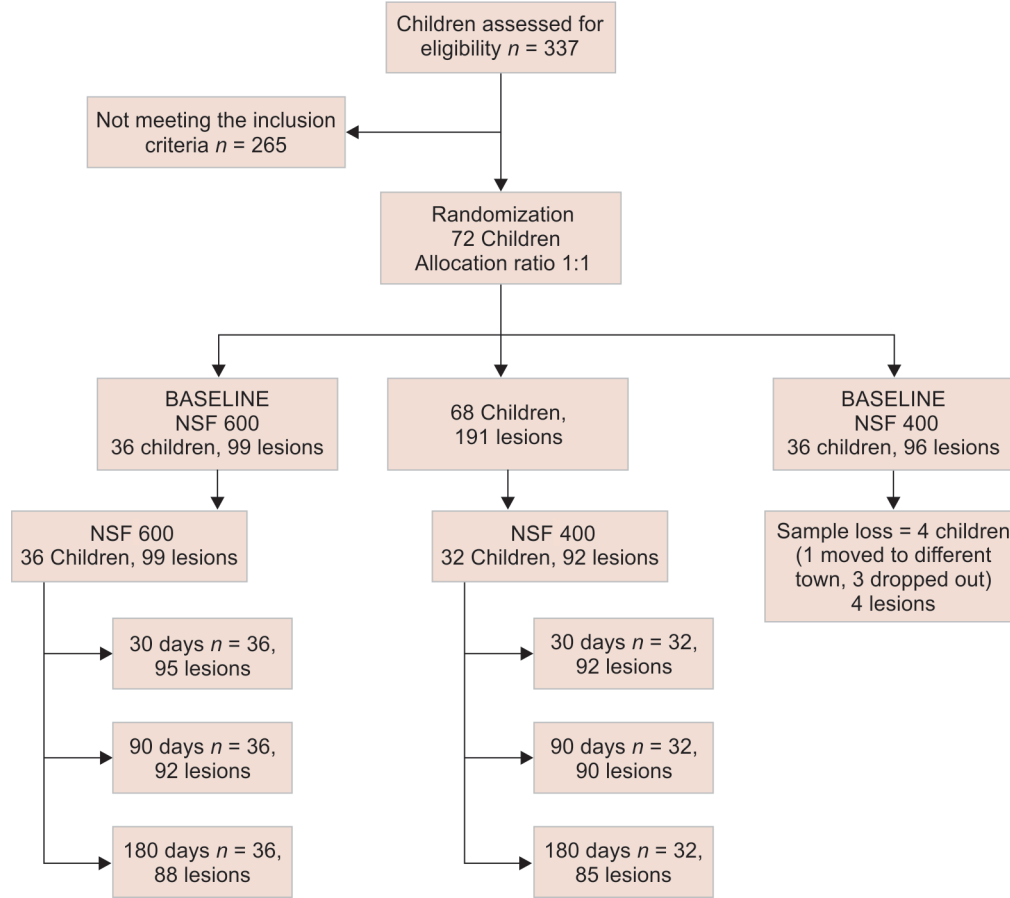 Children assessed for
eligibility n = 337
Not meeting the inclusion
criteria n = 265
Randomization
72 Children
Allocation ratio 1:1
BASELINE
NSF 600
36 children, 99 lesions
68 Children,
191 lesions
BASELINE
NSF 400
36 children, 96 lesions
NSF 600
36 Children, 99 lesions
NSF 400
32 Children, 92 lesions
Sample loss = 4 children
(1 moved to different
town, 3 dropped out)
4 lesions
30 days n = 36,
95 lesions
30 days n = 32,
92 lesions
90 days n = 36,
92 lesions
90 days n = 32,
90 lesions
180 days n = 36,
88 lesions
180 days n = 32,
85 lesions